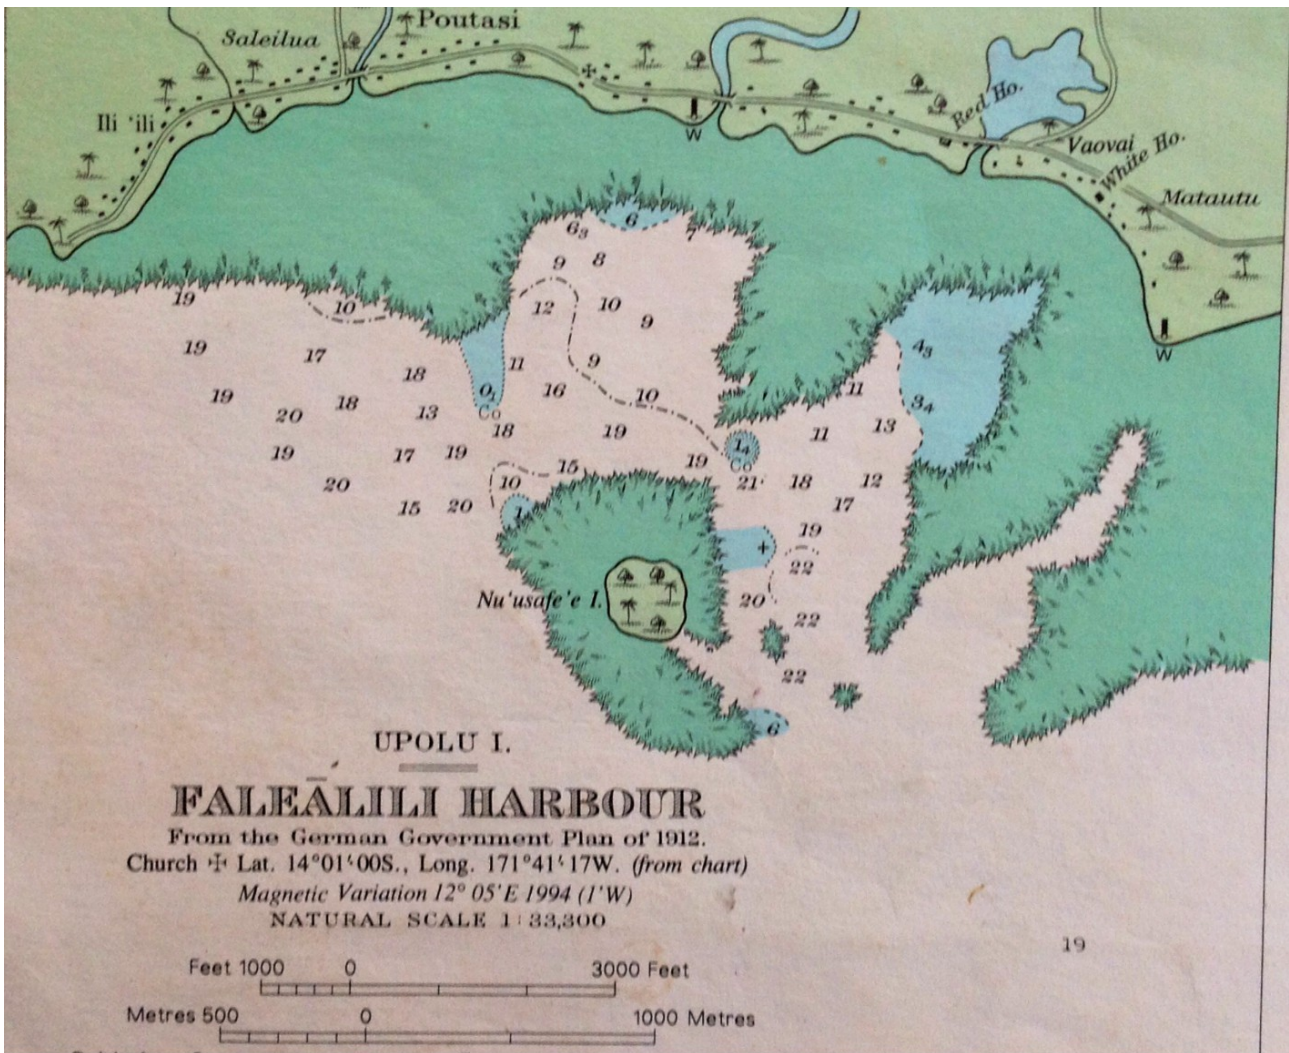 Poutasi
Saleilua
Ili 'ili
Red Ho.
Vaovai
White Ho.
Matautu
W
W
6
6₃
7
9 8
19
10
12 10
9
19
17
11
9
4₃
18
19
16
10
11
3₄
0₁
20
18
13
Co
18
19
11
13
1₄
Co
19
17
19
15
19
20
10
21
18
12
15
20
1
17
19
+
22
Nu'usafe'e I.
20
22
22
6
UPOLU I.
FALEĀLILI HARBOUR
From the German Government Plan of 1912.
Church ✠ Lat. 14°01'00S., Long. 171°41'17W. (from chart)
Magnetic Variation 12° 05'E 1994 (1'W)
NATURAL SCALE 1:33,300
19
Feet 1000 0 3000 Feet
Metres 500 0 1000 Metres